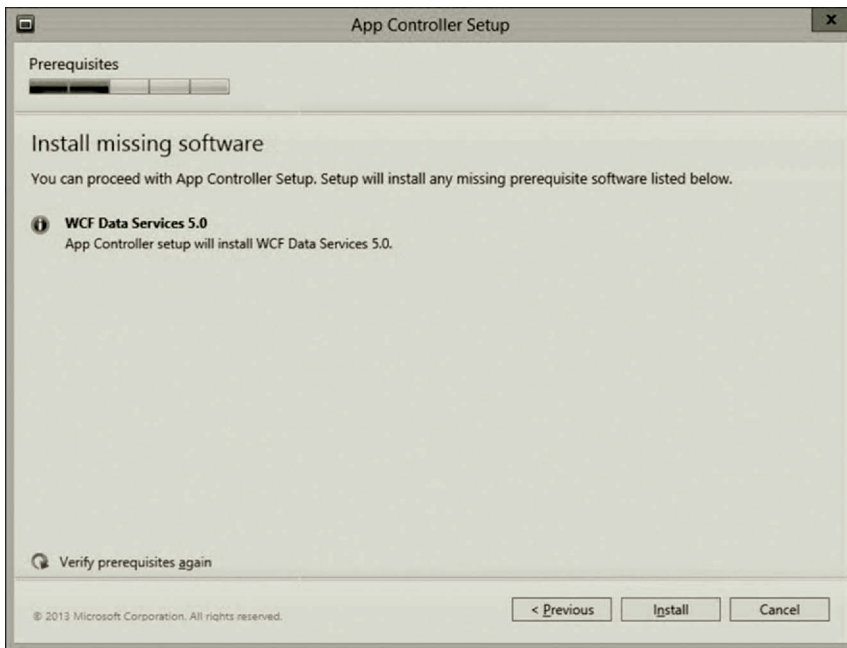 App Controller Setup
x
Prerequisites
Install missing software
You can proceed with App Controller Setup. Setup will install any missing prerequisite software listed below.
WCF Data Services 5.0
App Controller setup will install WCF Data Services 5.0.
Verify prerequisites again
© 2013 Microsoft Corporation. All rights reserved.
< Previous
Install
Cancel